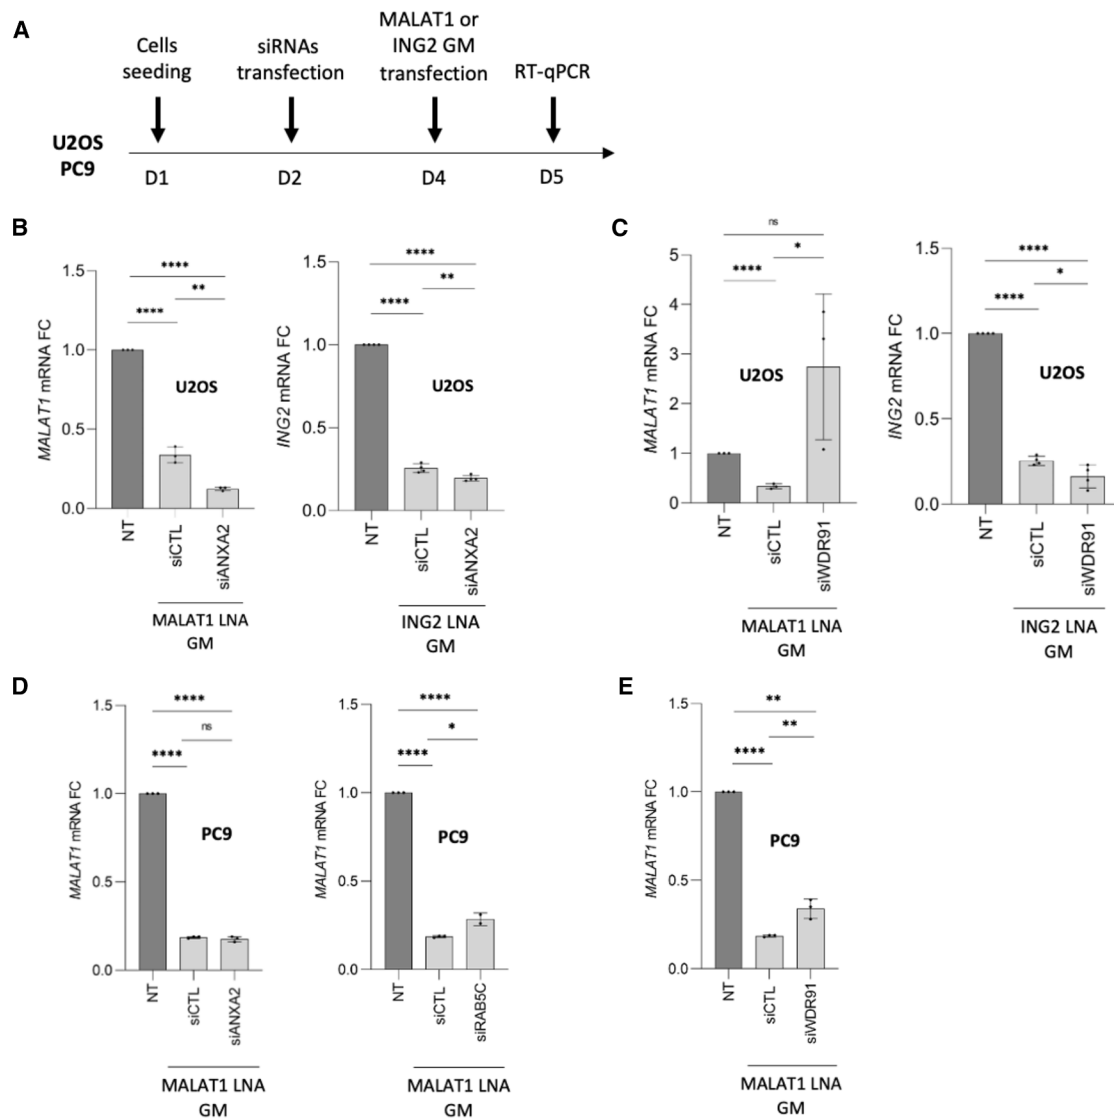 A
Cells
seeding
siRNAs
transfection
MALAT1 or
ING2 GM
transfection
RT-qPCR
U2OS
PC9
D1
D2
D4
D5
B
MALAT1 mRNA FC
1.5
1.0
0.5
0.0
****
**
****
U2OS
NT
siCTL
siANXA2
MALAT1 LNA
GM
ING2 mRNA FC
1.5
1.0
0.5
0.0
****
**
****
U2OS
NT
siCTL
siANXA2
ING2 LNA
GM
C
MALAT1 mRNA FC
5
4
3
2
1
0
ns
*
****
U2OS
NT
siCTL
siWDR91
MALAT1 LNA
GM
ING2 mRNA FC
1.5
1.0
0.5
0.0
****
*
****
U2OS
NT
siCTL
siWDR91
ING2 LNA
GM
D
MALAT1 mRNA FC
1.5
1.0
0.5
0.0
****
ns
****
PC9
NT
siCTL
siANXA2
MALAT1 LNA
GM
MALAT1 mRNA FC
1.5
1.0
0.5
0.0
****
*
****
PC9
NT
siCTL
siRAB5C
MALAT1 LNA
GM
E
MALAT1 mRNA FC
1.5
1.0
0.5
0.0
**
**
****
PC9
NT
siCTL
siWDR91
MALAT1 LNA
GM